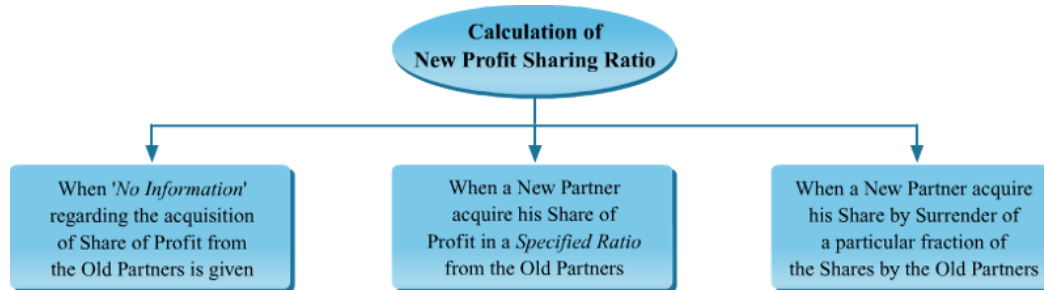 Calculation of
New Profit Sharing Ratio
When 'No Information'
regarding the acquisition
of Share of Profit from
the Old Partners is given
When a New Partner
acquire his Share of
Profit in a Specified Ratio
from the Old Partners
When a New Partner acquire
his Share by Surrender of
a particular fraction of
the Shares by the Old Partners